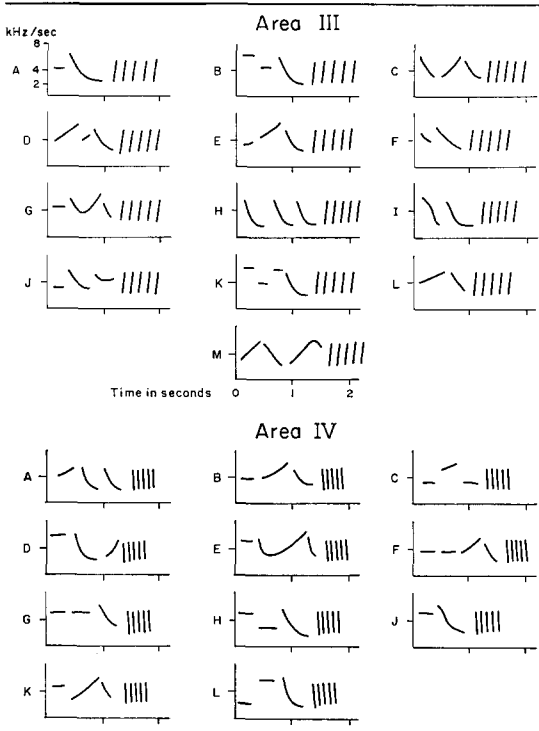 Area III
kHz/sec
8
4
2
A
B
C
D
E
F
G
H
I
J
K
L
M
Time in seconds 0 1 2
Area IV
A
B
C
D
E
F
G
H
J
K
L